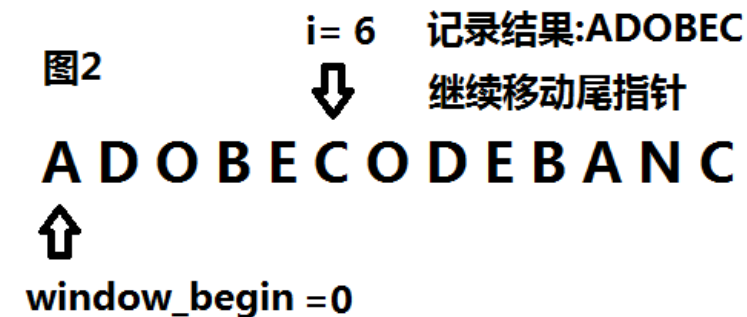 i= 6 记录结果:ADOBEC
图2
继续移动尾指针
A D O B E C O D E B A N C
window_begin =0